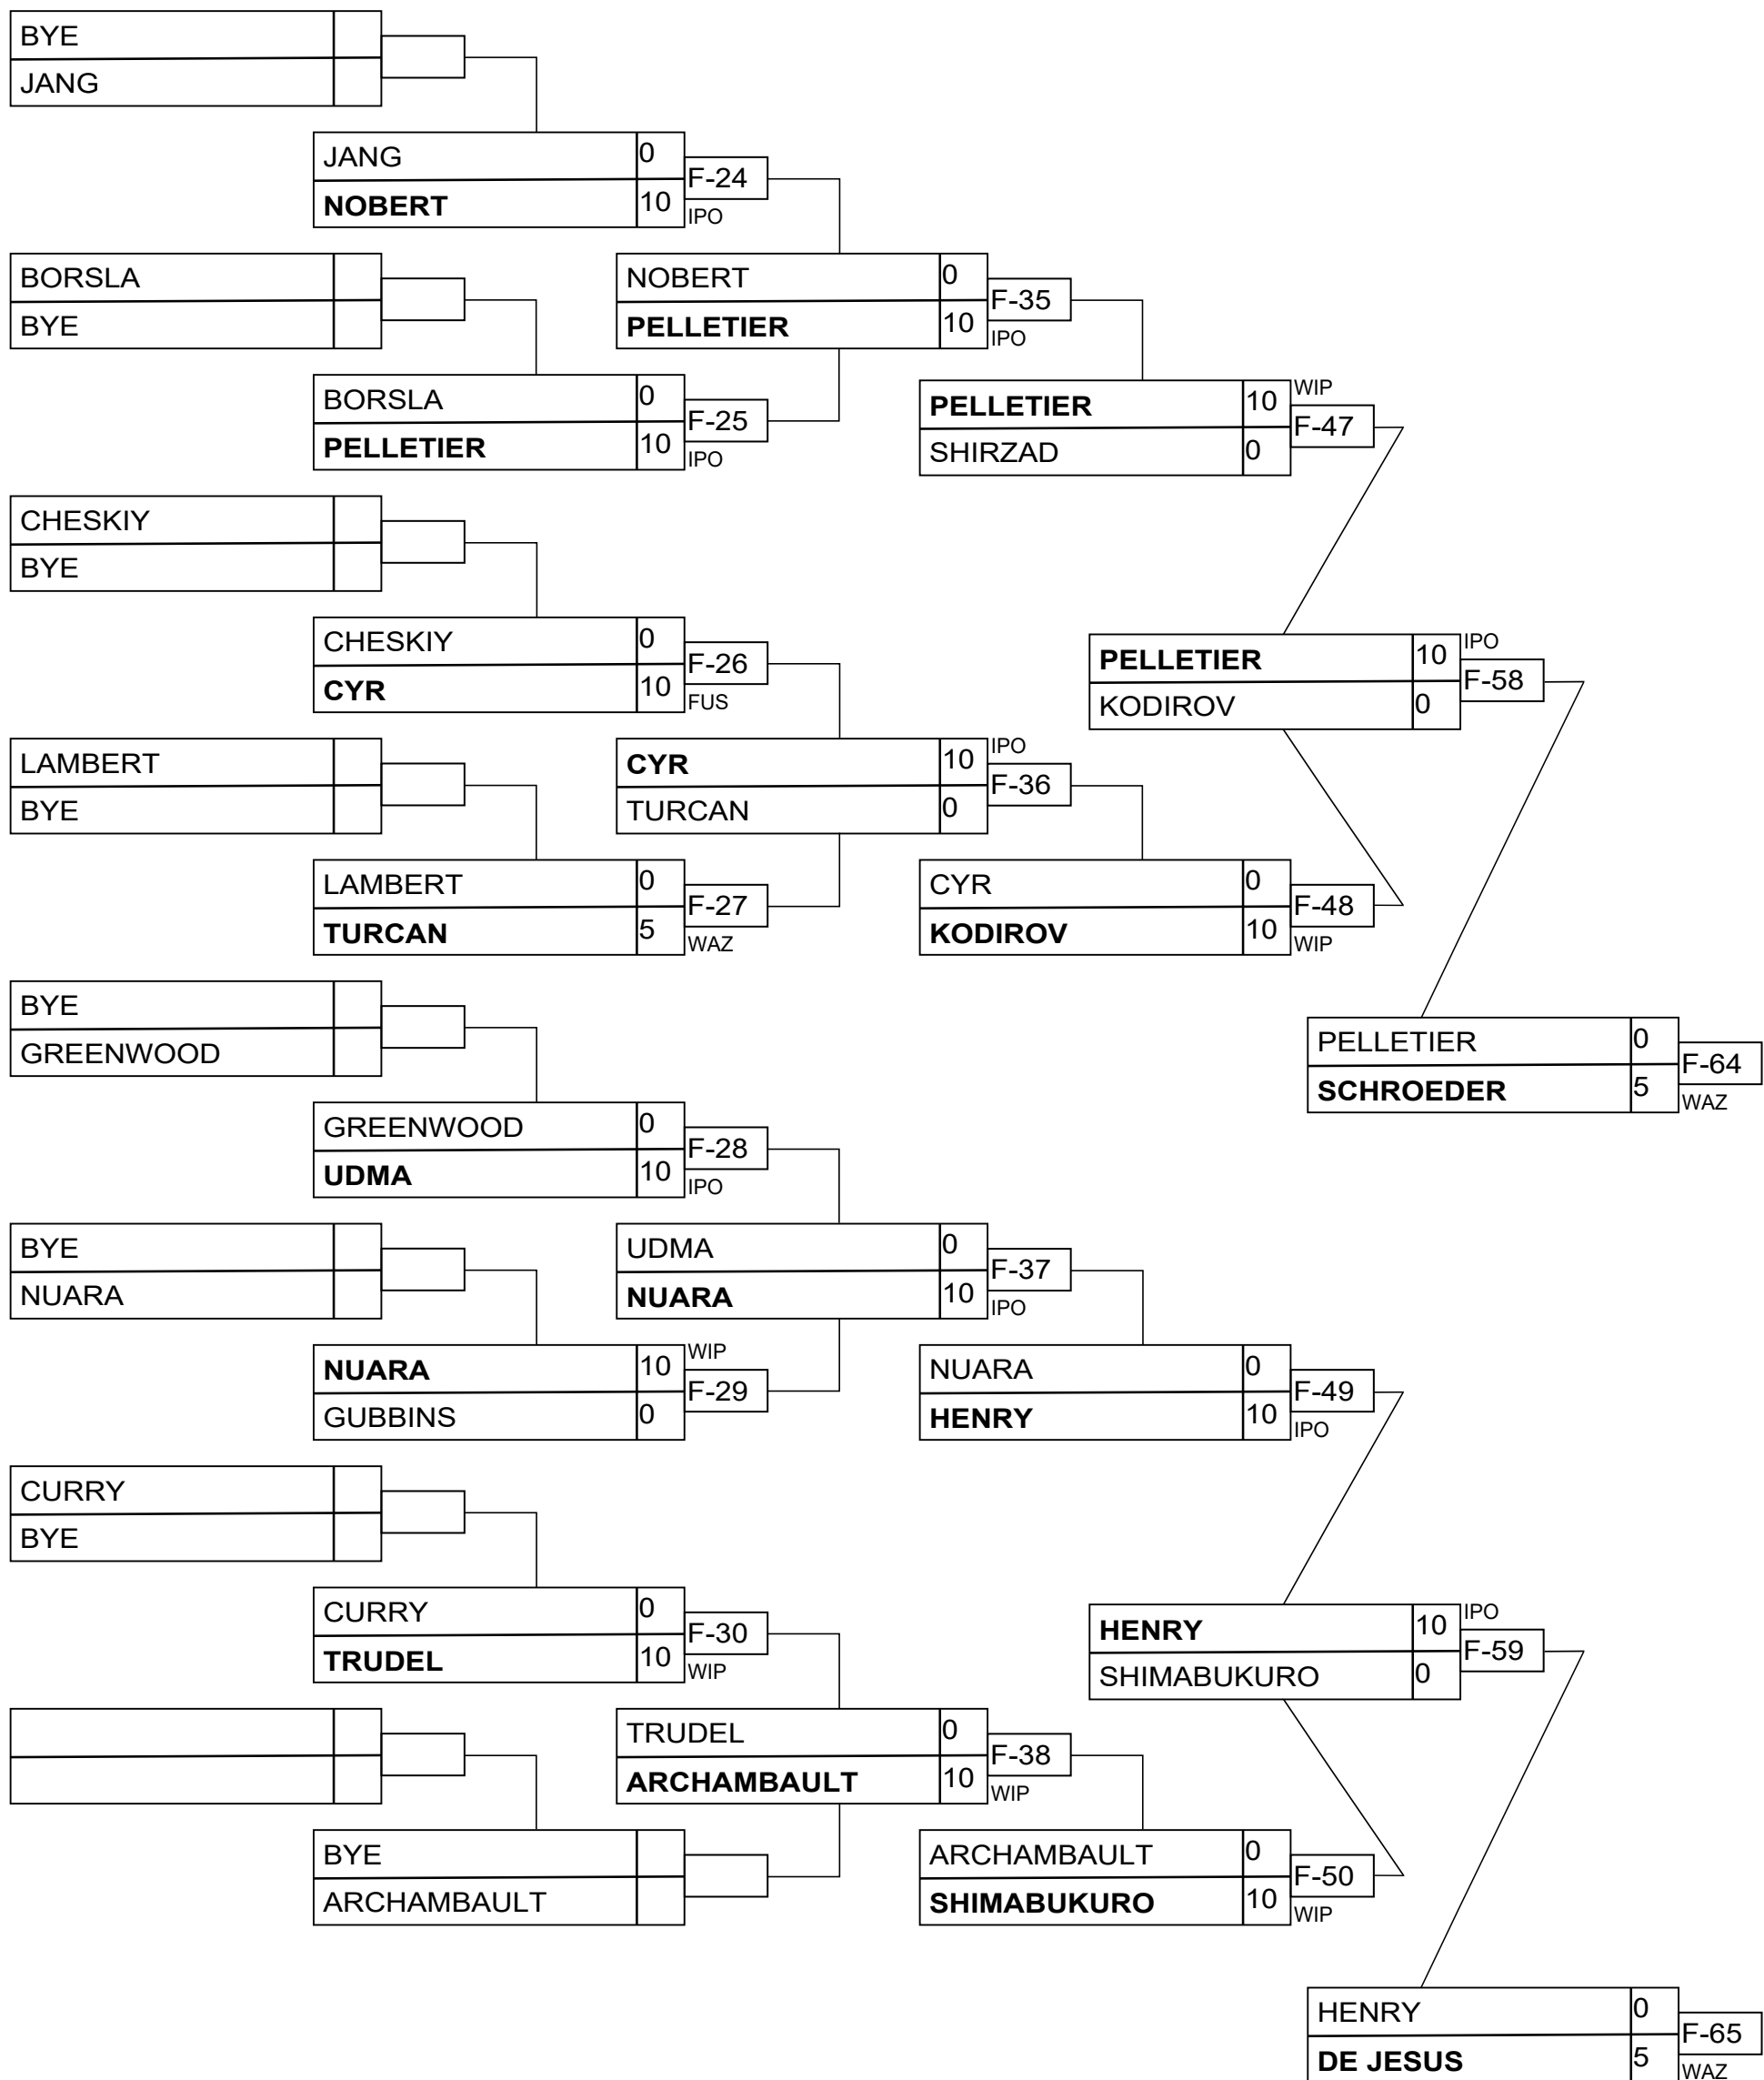 BYE
JANG
JANG 0
F-24
NOBERT 10
IPO
BORSLA
BYE
NOBERT 0
F-35
PELLETIER 10
IPO
BORSLA 0
F-25
PELLETIER 10
IPO
WIP
PELLETIER 10
F-47
SHIRZAD 0
CHESKIY
BYE
CHESKIY 0
F-26
CYR 10
FUS
IPO
PELLETIER 10
F-58
KODIROV 0
LAMBERT
BYE
IPO
CYR 10
F-36
TURCAN 0
LAMBERT 0
F-27
TURCAN 5
WAZ
CYR 0
F-48
KODIROV 10
WIP
BYE
GREENWOOD
PELLETIER 0
F-64
SCHROEDER 5
WAZ
GREENWOOD 0
F-28
UDMA 10
IPO
BYE
NUARA
UDMA 0
F-37
NUARA 10
IPO
WIP
NUARA 10
F-29
GUBBINS 0
NUARA 0
F-49
HENRY 10
IPO
CURRY
BYE
CURRY 0
F-30
TRUDEL 10
WIP
IPO
HENRY 10
F-59
SHIMABUKURO 0
TRUDEL 0
F-38
ARCHAMBAULT 10
WIP
BYE
ARCHAMBAULT
ARCHAMBAULT 0
F-50
SHIMABUKURO 10
WIP
HENRY 0
F-65
DE JESUS 5
WAZ